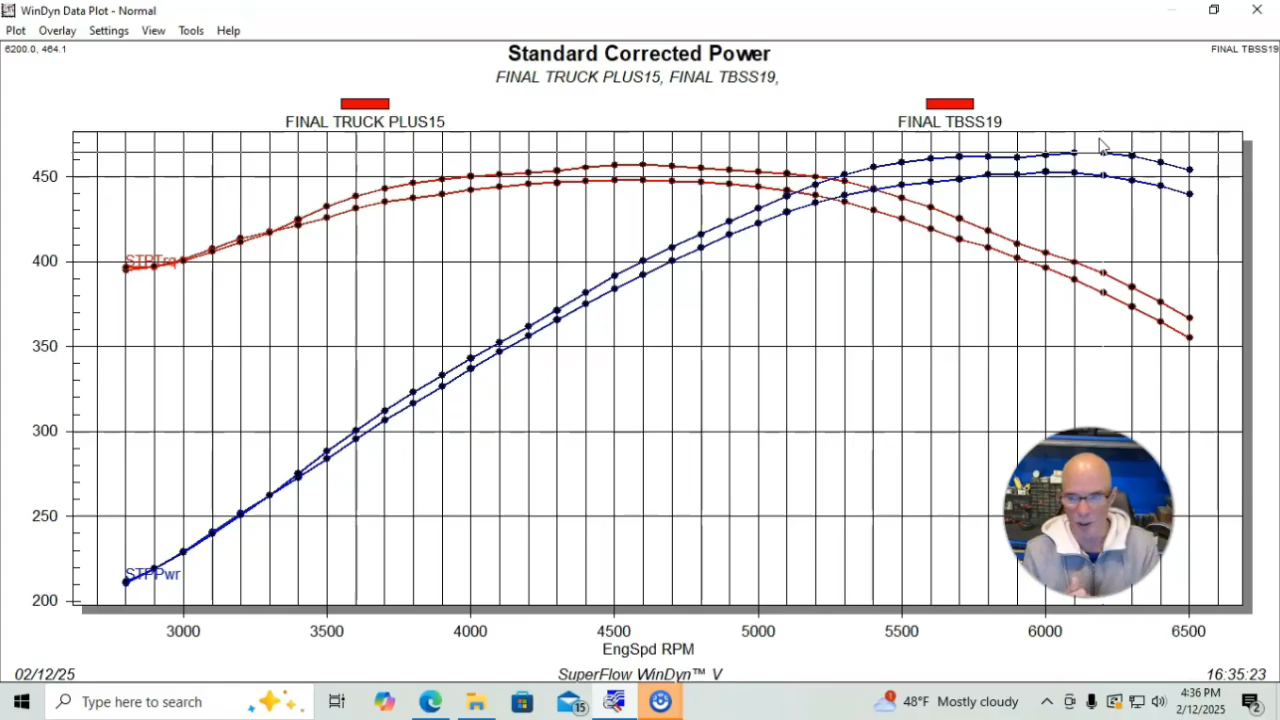 WinDyn Data Plot - Normal
Plot Overlay Settings View Tools Help
6200.0, 464.1
FINAL TBSS19
Standard Corrected Power
FINAL TRUCK PLUS15, FINAL TBSS19,
FINAL TRUCK PLUS15
FINAL TBSS19
450
400
350
300
250
200
STPTrq
STPPwr
3000 3500 4000 4500 5000 5500 6000 6500
EngSpd RPM
02/12/25
SuperFlow WinDyn™ V
16:35:23
Type here to search
15
48°F Mostly cloudy
4:36 PM
2/12/2025
2